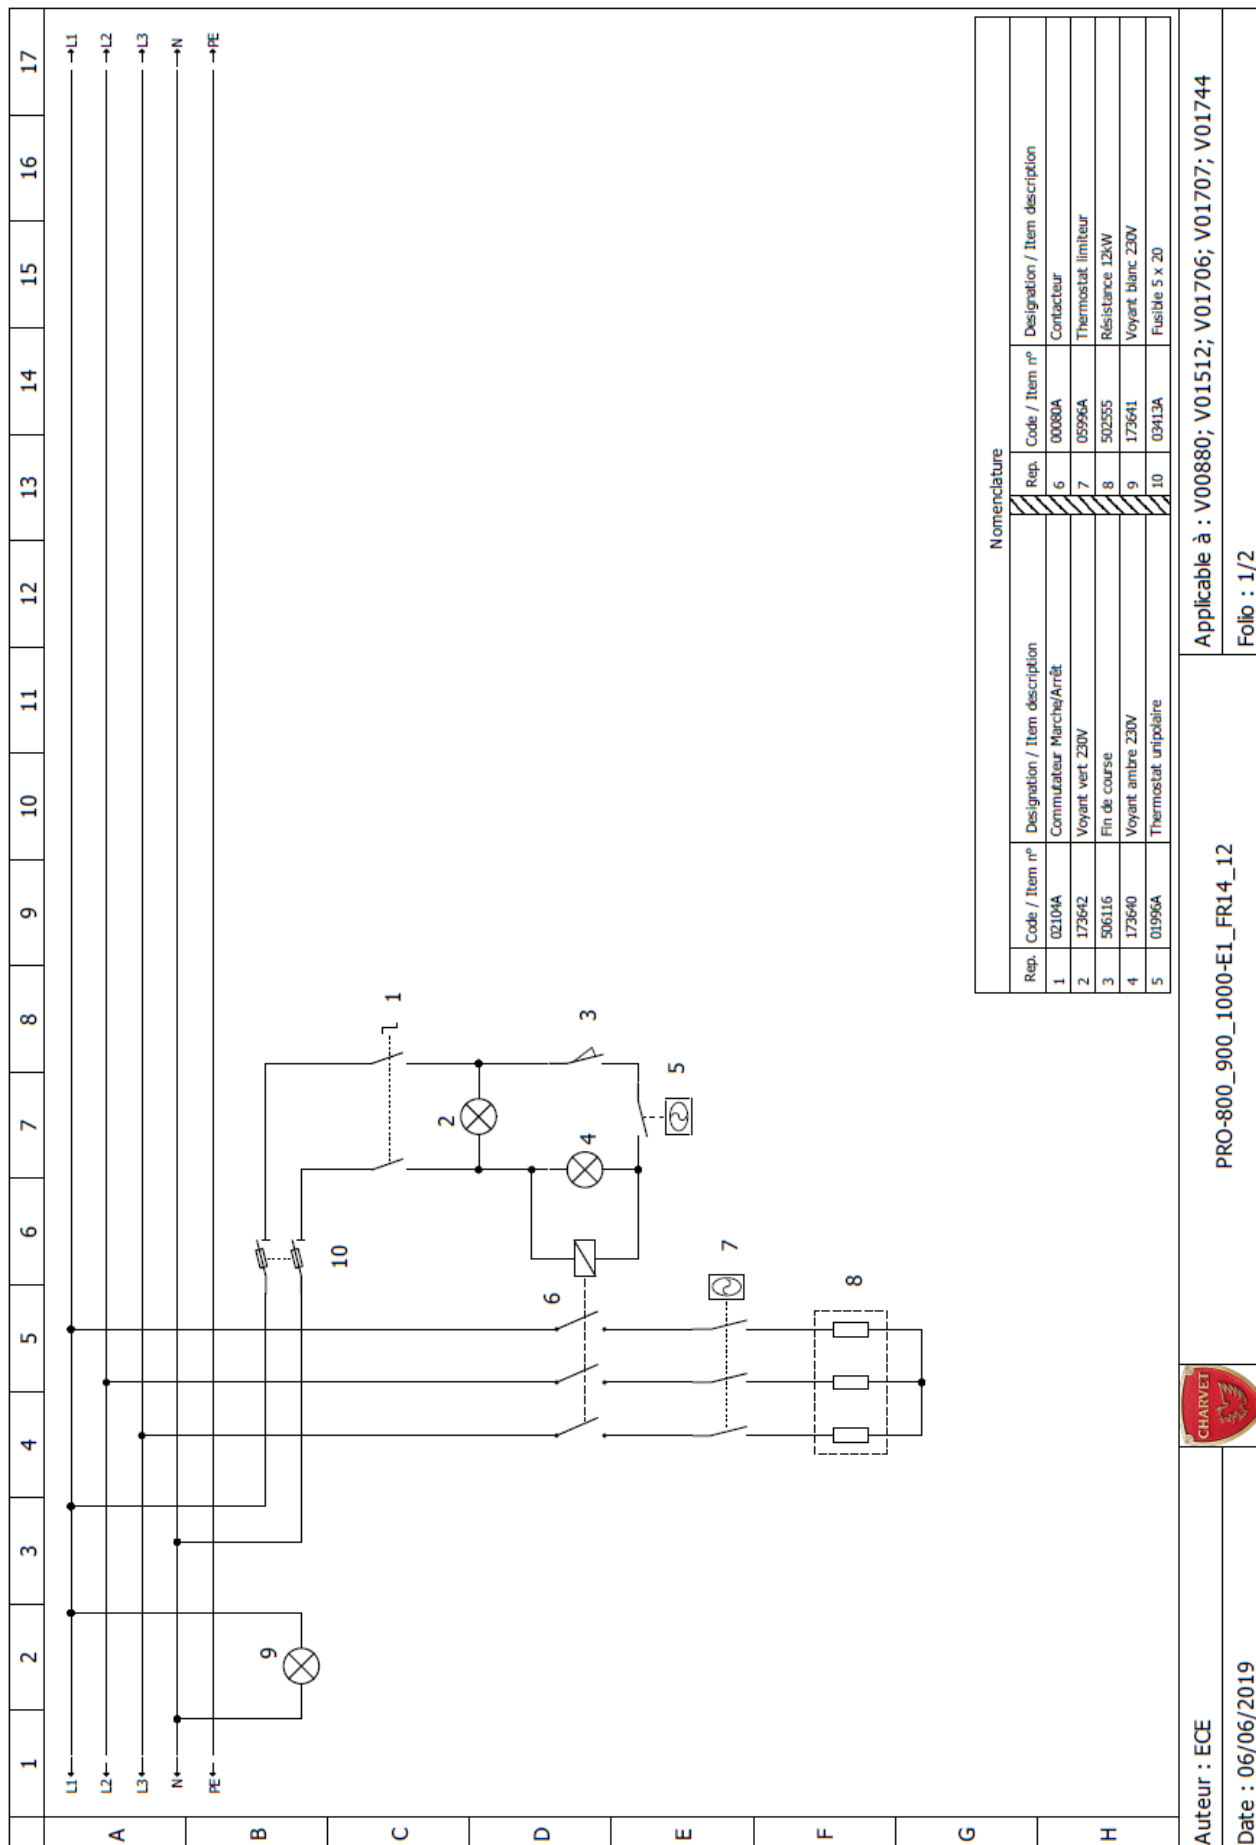 1 2 3 4 5 6 7 8 9 10 11 12 13 14 15 16 17
A
B
C
D
E
F
G
H
L1
L2
L3
N
PE
L1
L2
L3
N
PE
9
10
1
2
3
4
5
6
7
8
Nomenclature
Rep. Code / Item n° Designation / Item description Rep. Code / Item n° Designation / Item description
1 02104A Commutateur Marche/Arrêt 6 00080A Contacteur
2 173642 Voyant vert 230V 7 05996A Thermostat limiteur
3 506116 Fin de course 8 502555 Résistance 12kW
4 173640 Voyant ambre 230V 9 173641 Voyant blanc 230V
5 01996A Thermostat unipolaire 10 03413A Fusible 5 x 20
Auteur : ECE
Date : 06/06/2019
CHARVET
PRO-800_900_1000-E1_FR14_12
Applicable à : V00880; V01512; V01706; V01707; V01744
Folio : 1/2